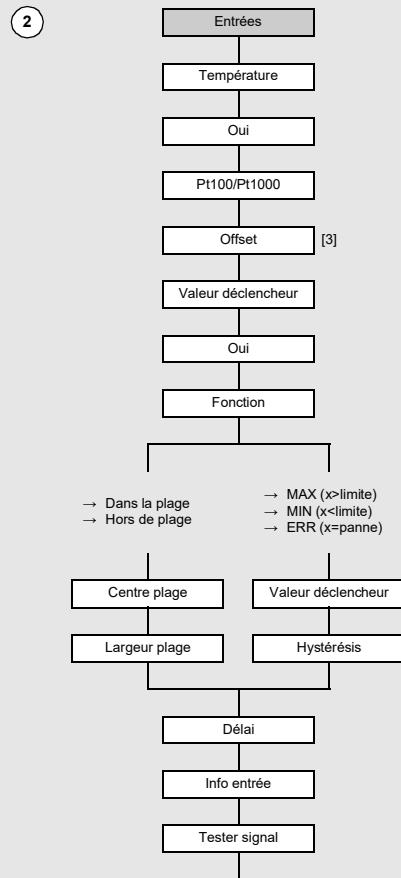 2
Entrées
Température
Oui
Pt100/Pt1000
Offset [3]
Valeur déclencheur
Oui
Fonction
→ Dans la plage
→ Hors de plage
→ MAX (x>limite)
→ MIN (x<limite)
→ ERR (x=panne)
Centre plage
Valeur déclencheur
Largeur plage
Hystérésis
Délai
Info entrée
Tester signal